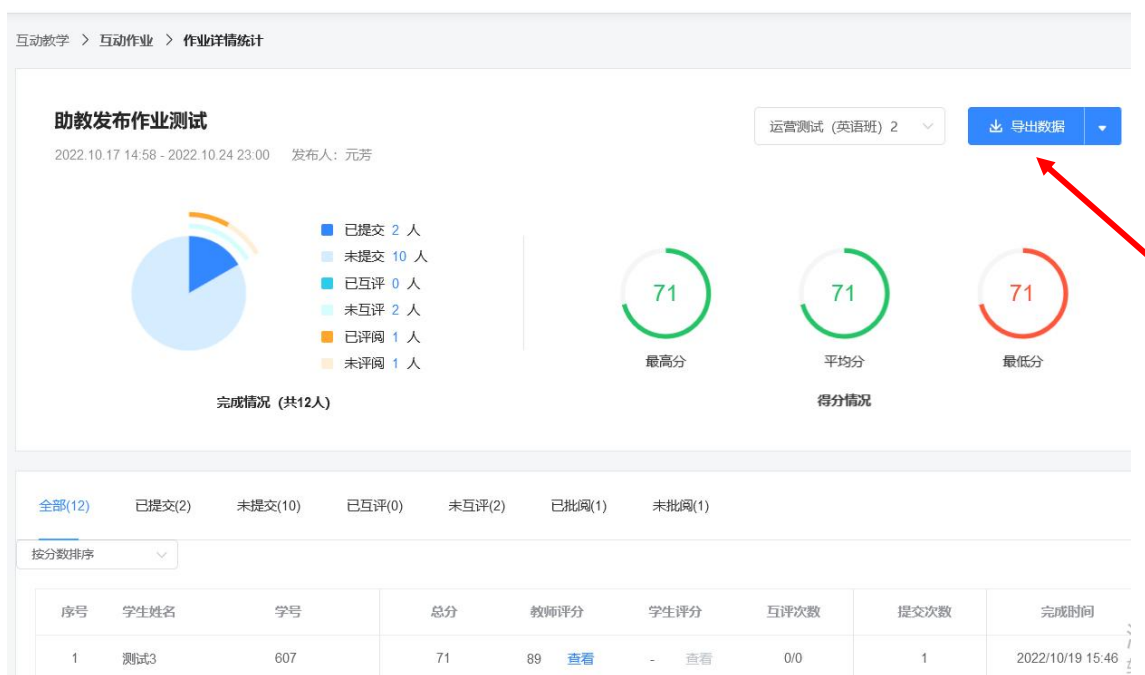 互动教学 > 互动作业 > 作业详情统计
助教发布作业测试
运营测试 (英语班) 2
导出数据
2022.10.17 14:58 - 2022.10.24 23:00 发布人：元芳
已提交 2 人
未提交 10 人
已互评 0 人
未互评 2 人
已评阅 1 人
未评阅 1 人
完成情况 (共12人)
71 71 71
最高分 平均分 最低分
得分情况
全部(12) 已提交(2) 未提交(10) 已互评(0) 未互评(2) 已批阅(1) 未批阅(1)
按分数排序
序号 学生姓名 学号 总分 教师评分 学生评分 互评次数 提交次数 完成时间
1 测试3 607 71 89 查看 - 查看 0/0 1 2022/10/19 15:46